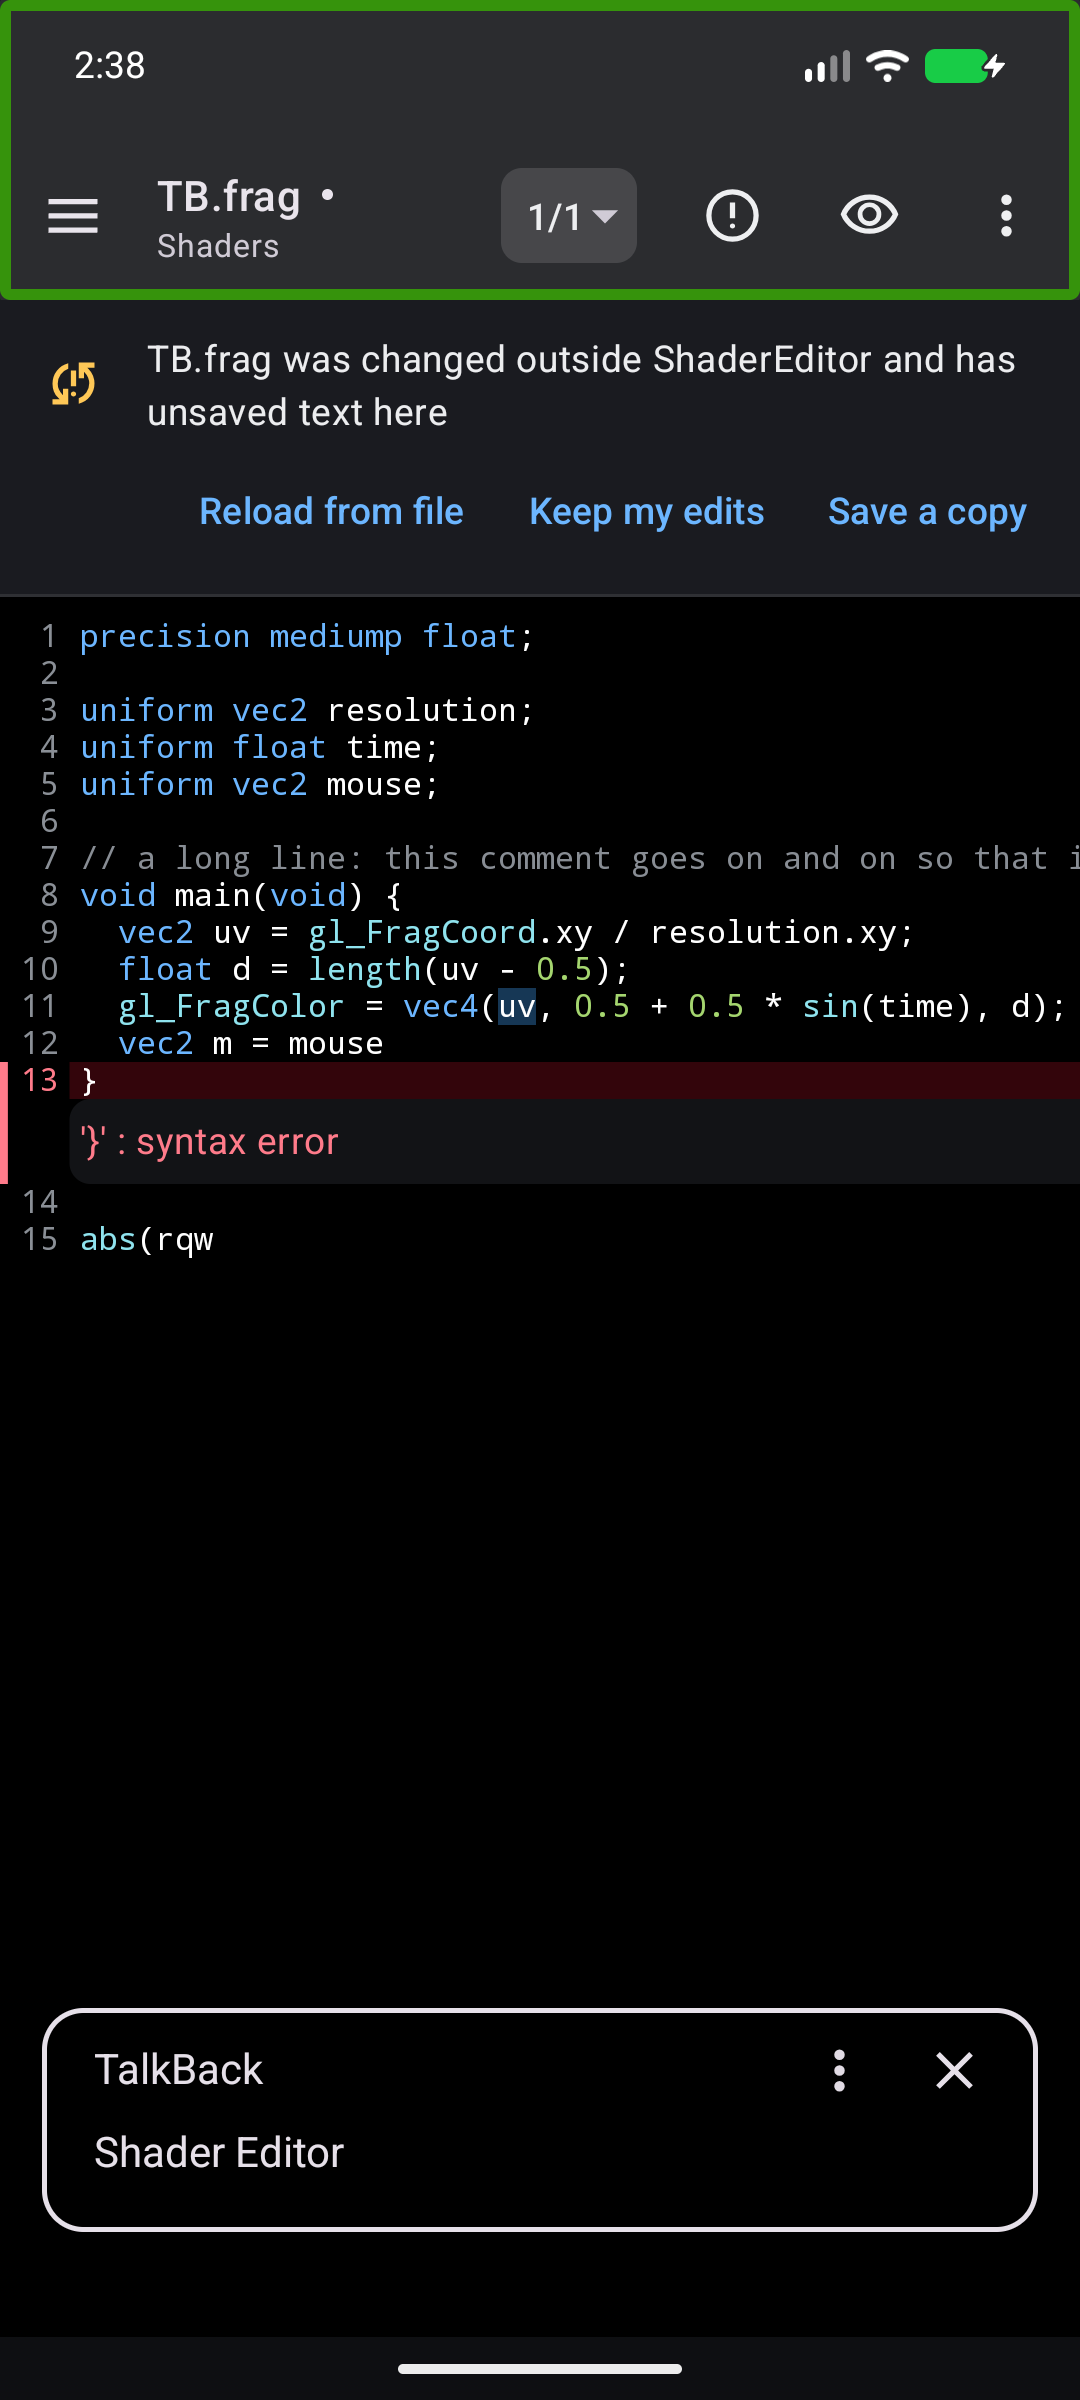 2:38
TB.frag •
Shaders
1/1
TB.frag was changed outside ShaderEditor and has
unsaved text here
Reload from file Keep my edits Save a copy
1 precision mediump float;
2
3 uniform vec2 resolution;
4 uniform float time;
5 uniform vec2 mouse;
6
7 // a long line: this comment goes on and on so that i
8 void main(void) {
9   vec2 uv = gl_FragCoord.xy / resolution.xy;
10   float d = length(uv - 0.5);
11   gl_FragColor = vec4(uv, 0.5 + 0.5 * sin(time), d);
12   vec2 m = mouse
13 }
'}' : syntax error
14
15 abs(rqw
TalkBack
Shader Editor